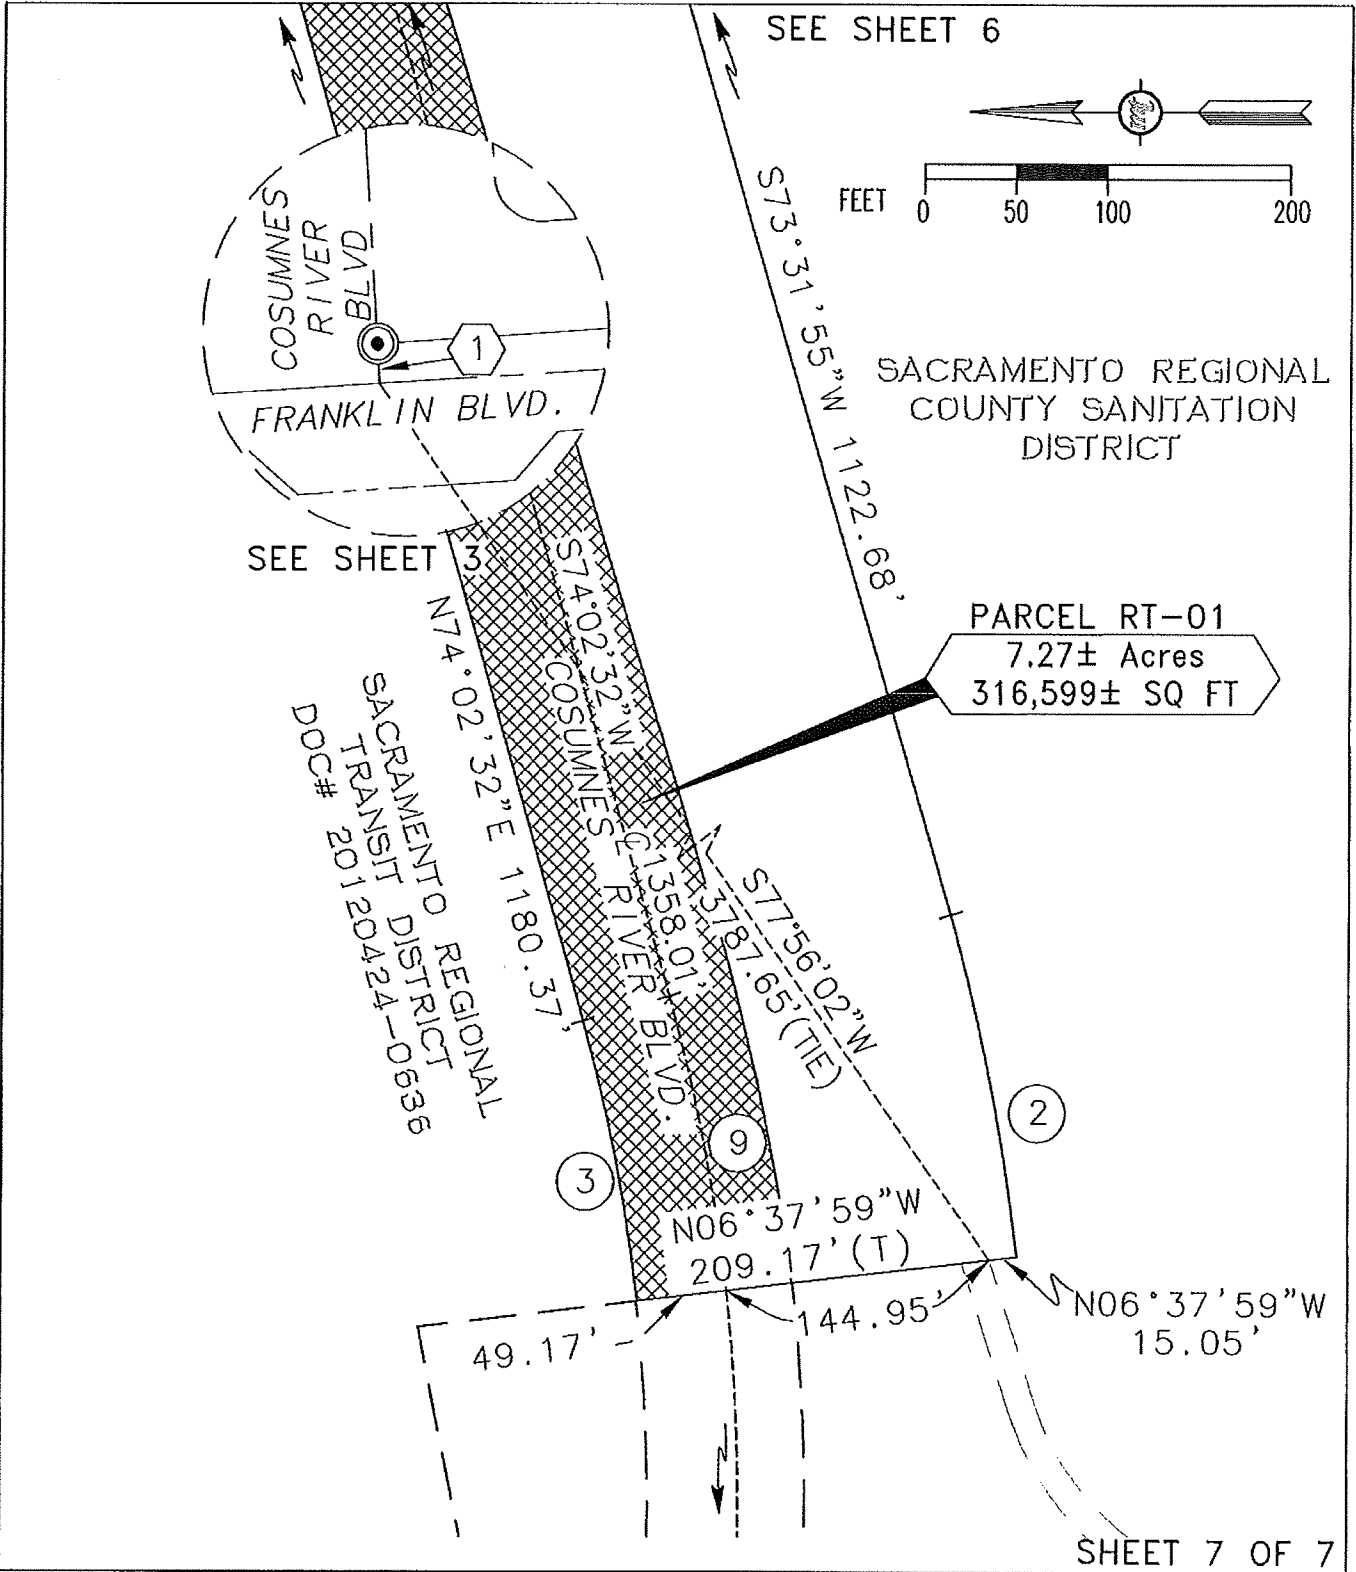 SEE SHEET 6
FEET
0
50
100
200
COSUMNES
RIVER
BLVD
1
FRANKLIN BLVD.
SEE SHEET 3
S73°31'55"W 1122.68'
SACRAMENTO REGIONAL
COUNTY SANITATION
DISTRICT
PARCEL RT-01
7.27± Acres
316,599± SQ FT
N74°02'32"E 1180.37'
S74°02'32"W
1358.01'
COSUMNES RIVER BLVD.
SACRAMENTO REGIONAL
TRANSIT DISTRICT
DOC# 20120424-0636
S77°56'02"W
3787.65'(TIE)
2
9
3
N06°37'59"W
209.17'(T)
49.17'
144.95'
N06°37'59"W
15.05'
SHEET 7 OF 7